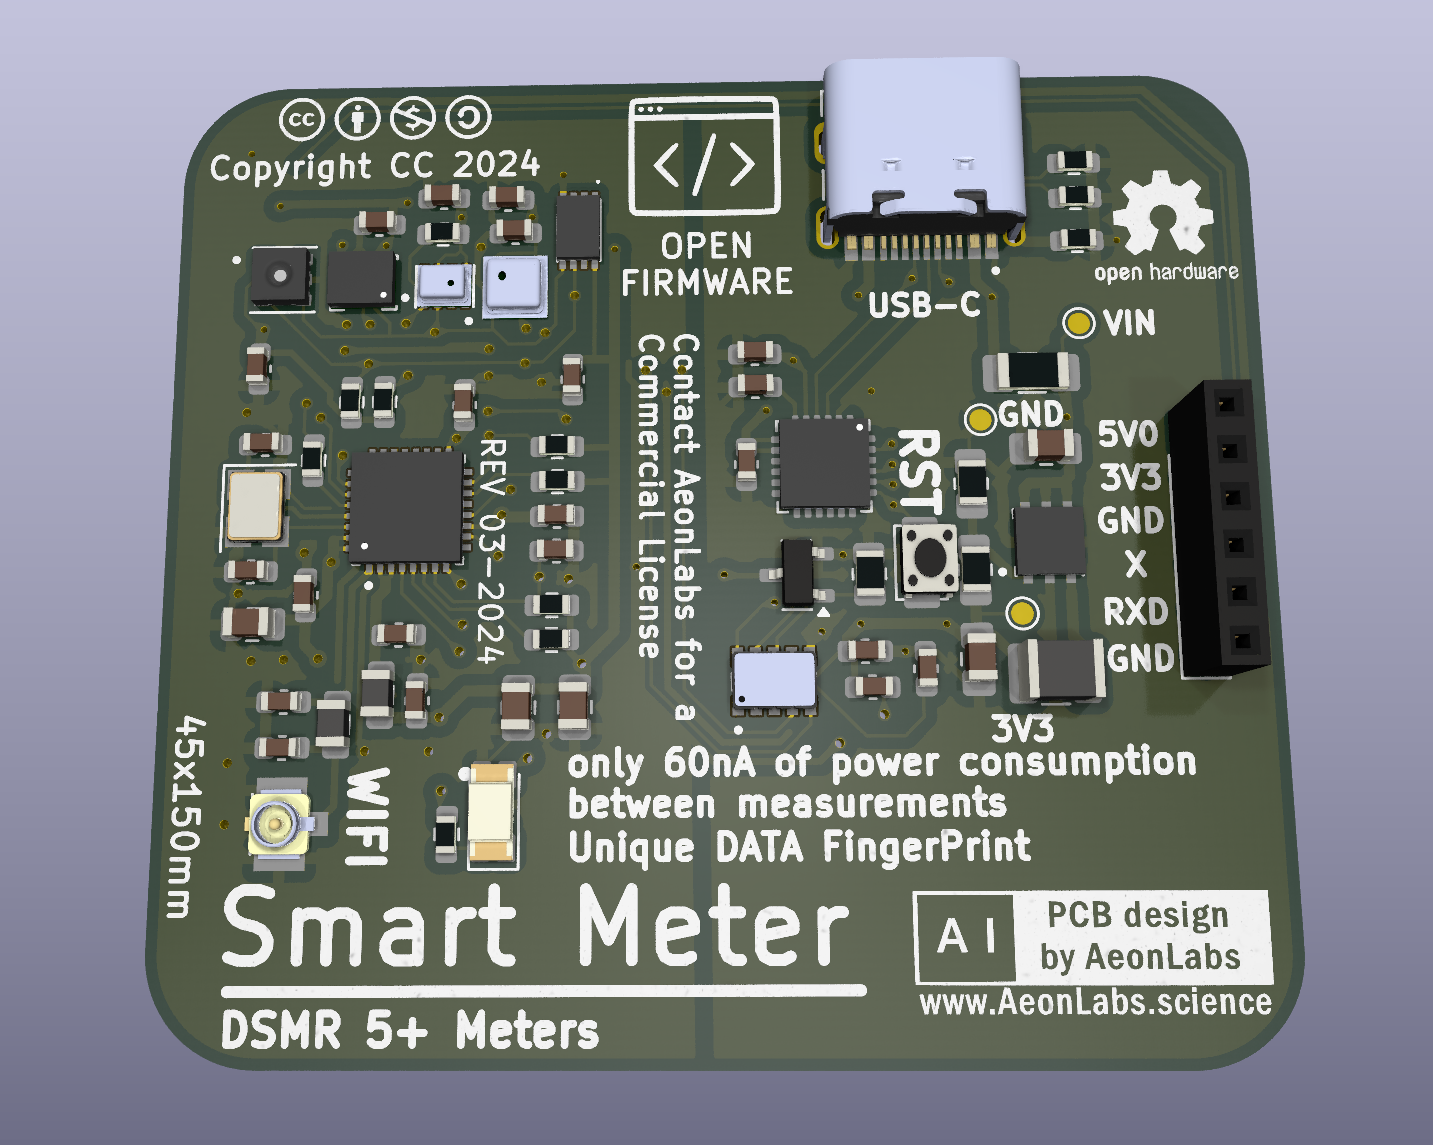 cc
Copyright CC 2024
</>
OPEN
FIRMWARE
USB-C
open hardware
VIN
GND
Contact AeonLabs for a
Commercial License
RST
5V0
3V3
GND
X
RXD
GND
REV 03-2024
3V3
45x150mm
WIFI
only 60nA of power consumption
between measurements
Unique DATA FingerPrint
Smart Meter
DSMR 5+ Meters
AI
PCB design
by AeonLabs
www.AeonLabs.science